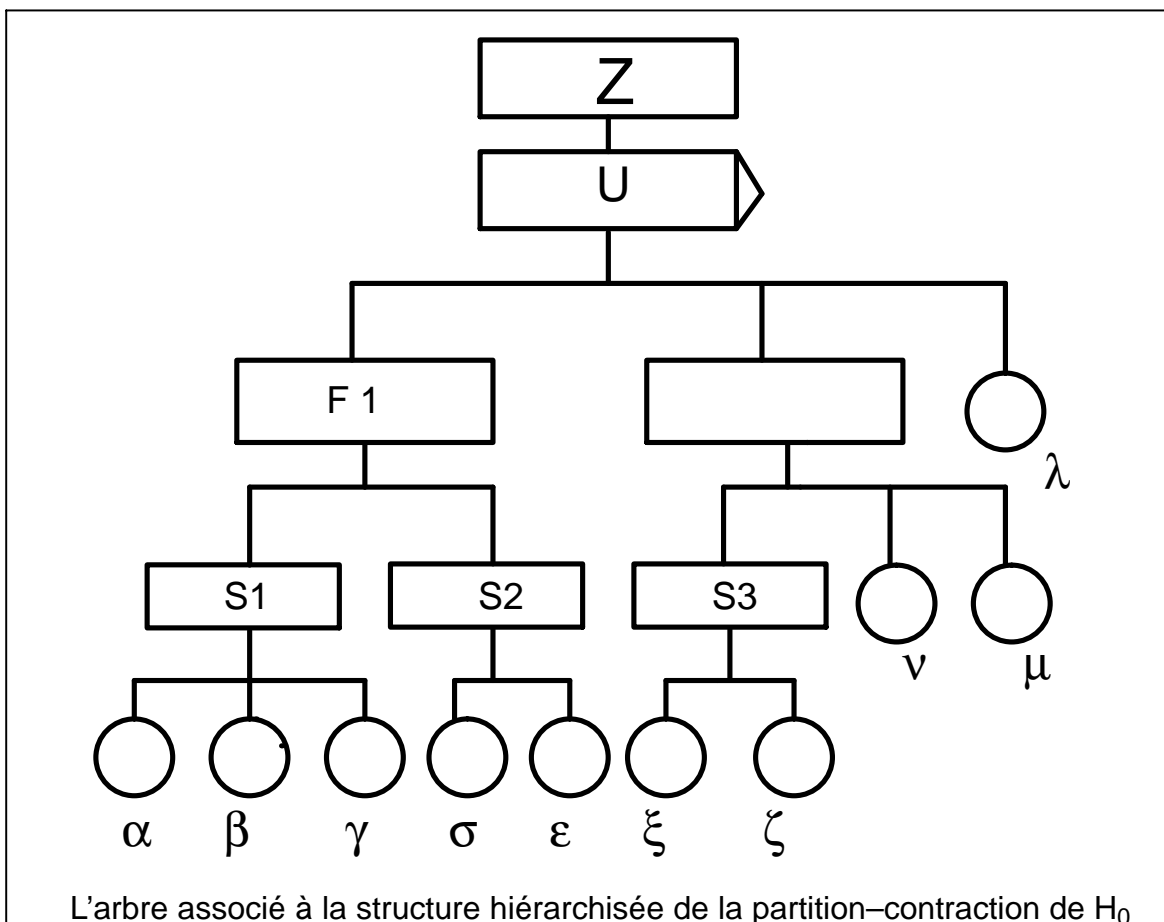 Z
U
F 1
λ
S1 S2 S3
ν μ
α β γ σ ε ξ ζ
L'arbre associé à la structure hiérarchisée de la partition–contraction de H₀